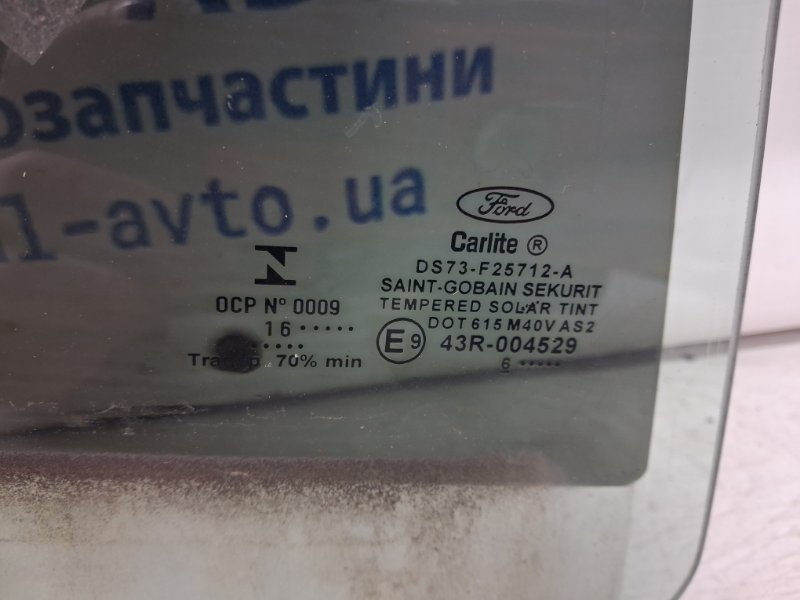 озапчастини
l-avto.ua
Ford
Carlite ®
DS73-F25712-A
SAINT-GOBAIN SEKURIT
TEMPERED SOLAR TINT
DOT 615 M40V AS2
E9 43R-004529
6 •••••
OCP Nº 0009
16 •••••
70% min